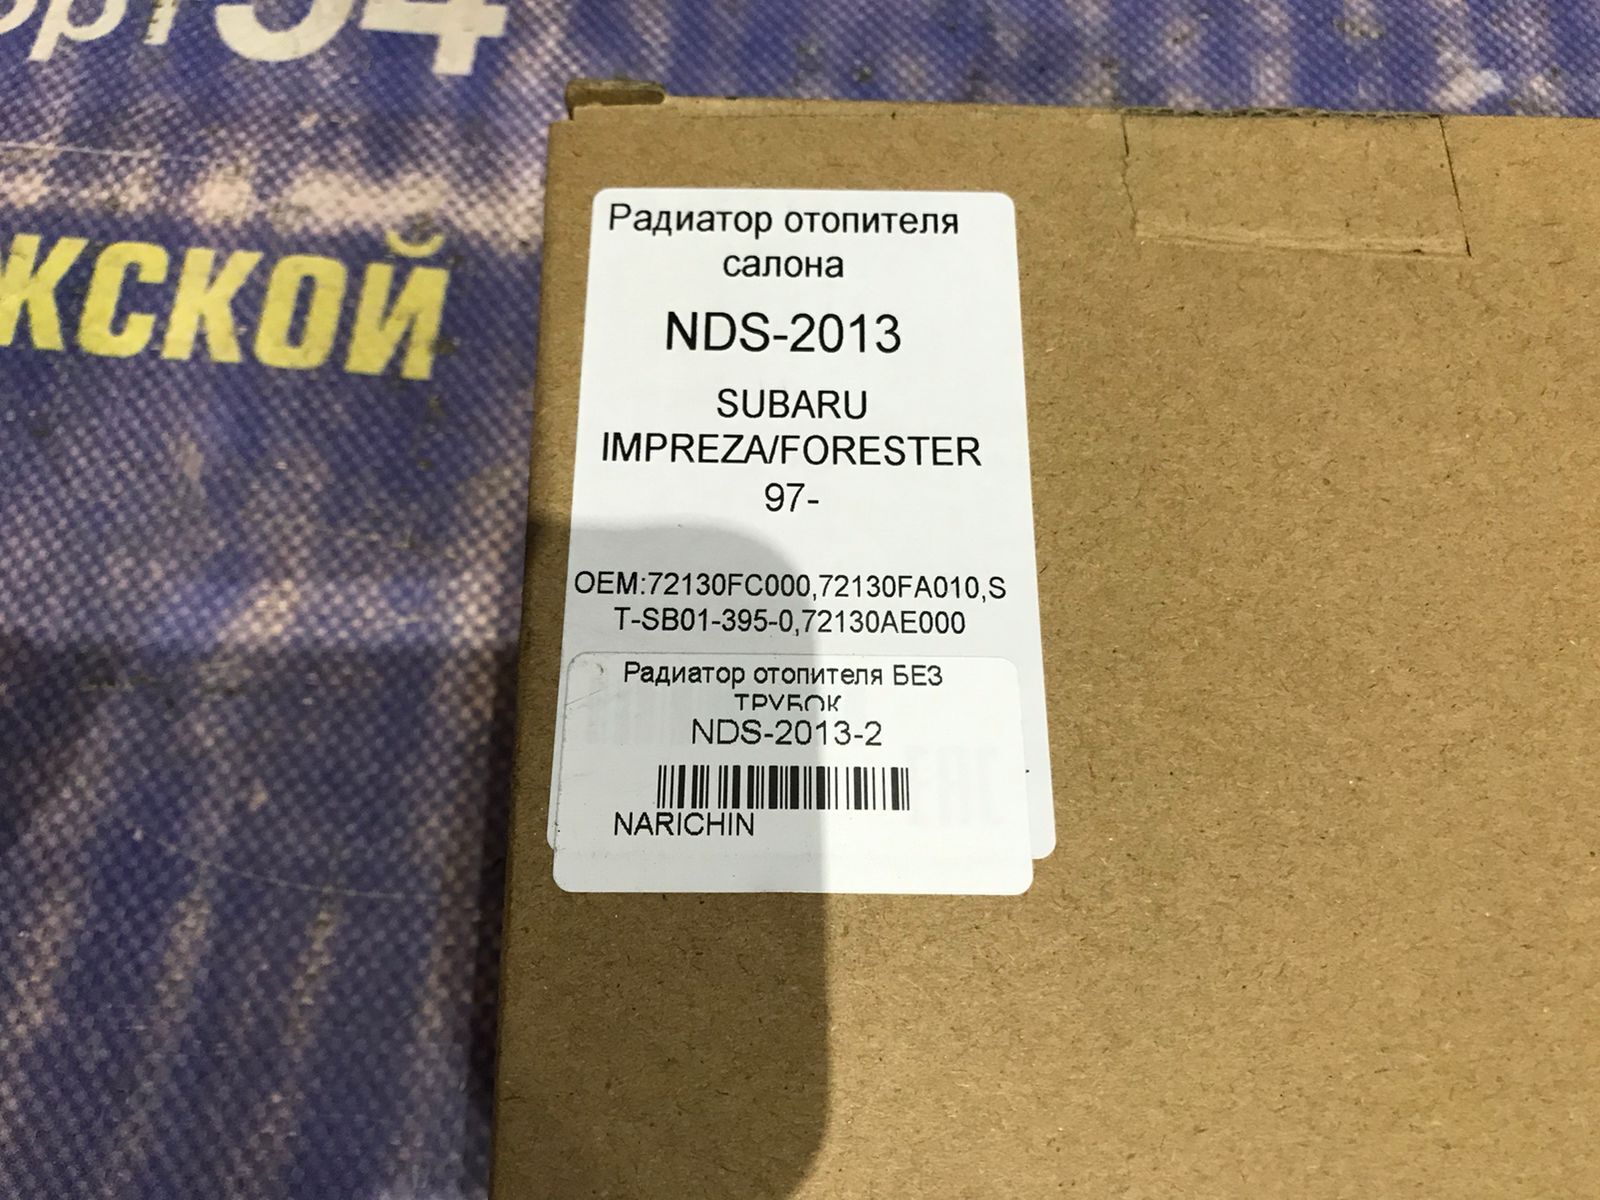 54
жской
Радиатор отопителя
салона
NDS-2013
SUBARU
IMPREZA/FORESTER
97-
OEM:72130FC000,72130FA010,S
T-SB01-395-0,72130AE000
Радиатор отопителя БЕЗ
ТРУБОК
NDS-2013-2
NARICHIN